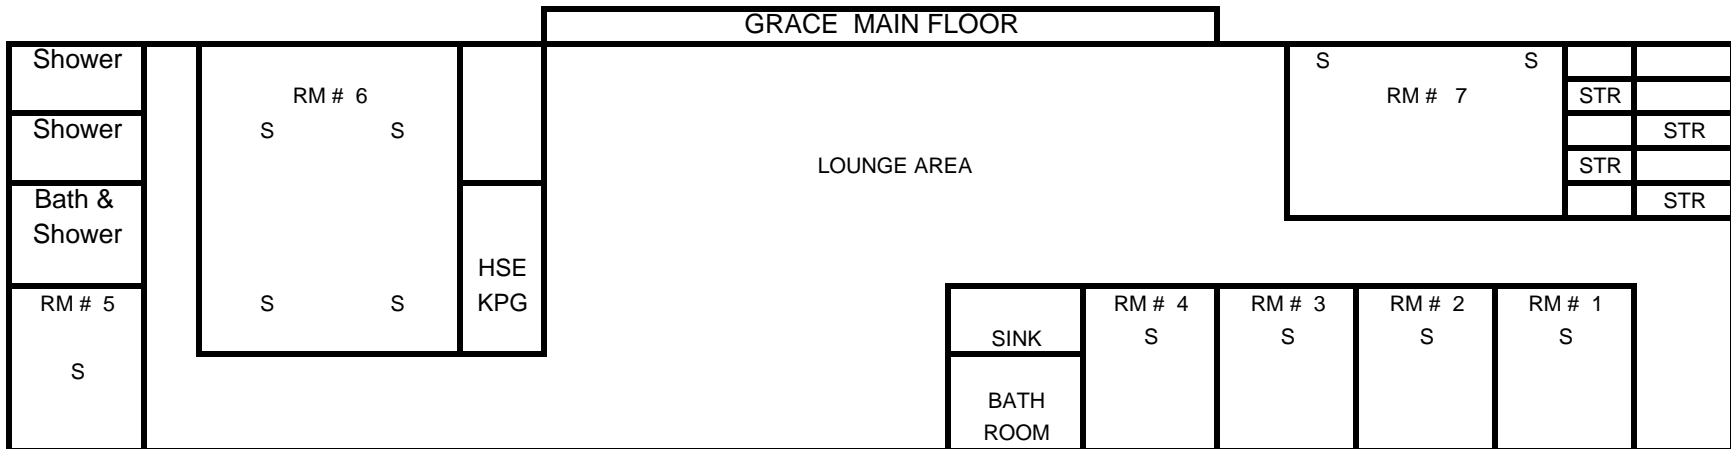 GRACE MAIN FLOOR
Shower
S S
RM # 6
RM # 7
STR
Shower
S S
STR
LOUNGE AREA
STR
Bath &
Shower
STR
HSE
KPG
RM # 5
S S
RM # 4
RM # 3
RM # 2
RM # 1
SINK
S
S
S
S
S
BATH
ROOM